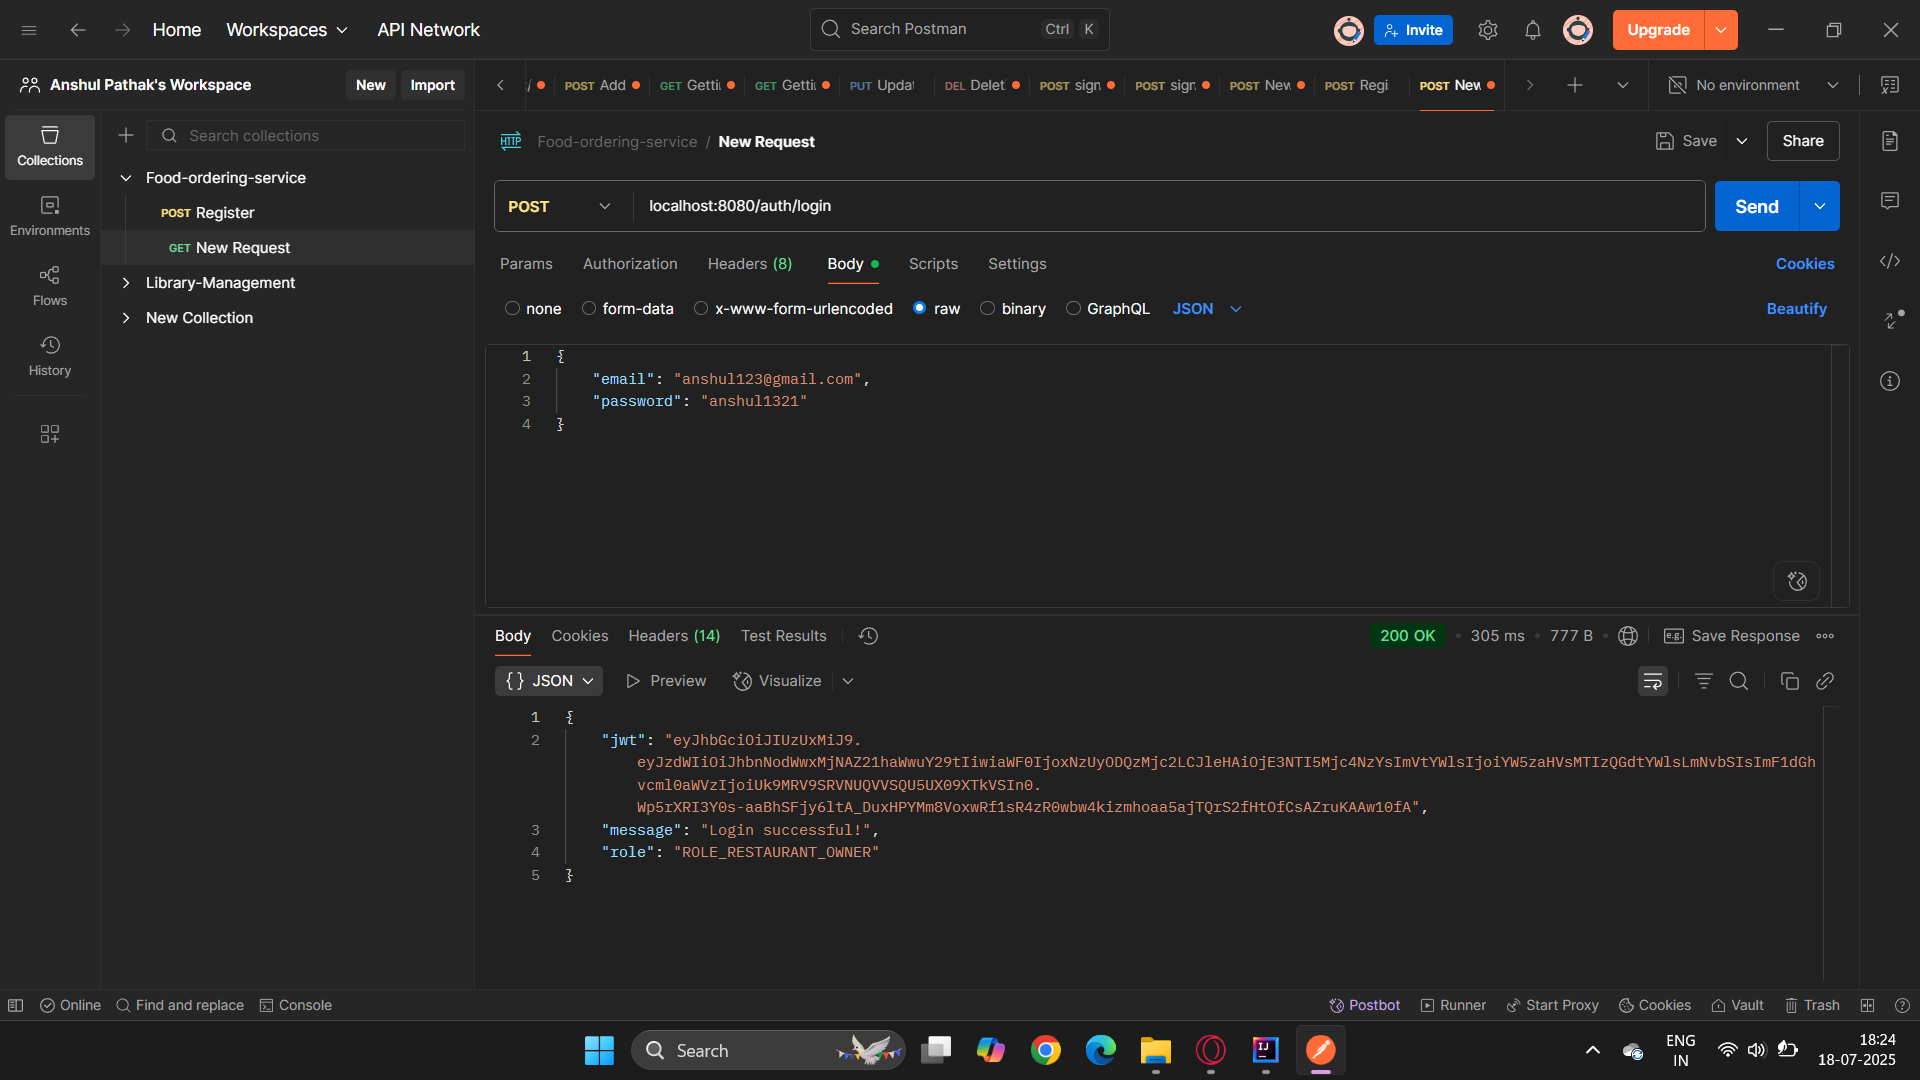 Home Workspaces API Network Search Postman Ctrl K Invite Upgrade
Anshul Pathak's Workspace New Import
/ POST Add GET Getti GET Getti PUT Updat DEL Delet POST sign POST sign POST New POST Regi POST New No environment
Collections
Search collections
Food-ordering-service / New Request Save Share
Food-ordering-service
POST Register
GET New Request
Library-Management
New Collection
Environments
Flows
History
HTTP
POST localhost:8080/auth/login Send
Params Authorization Headers (8) Body Scripts Settings Cookies
none form-data x-www-form-urlencoded raw binary GraphQL JSON Beautify
1 {
2 "email": "anshul123@gmail.com",
3 "password": "anshul1321"
4 }
Body Cookies Headers (14) Test Results 200 OK 305 ms 777 B e.g. Save Response
{} JSON Preview Visualize
1 {
2 "jwt": "eyJhbGciOiJIUzUxMiJ9.
eyJzdWIiOiJhbnNodWwxMjNAZ21haWwuY29tIiwiaWF0IjoxNzUyODQzMjc2LCJleHAiOjE3NTI5Mjc4NzYsImVtYWlsIjoiYW5zaHVsMTIzQGdtYWlsLmNvbSIsImF1dGh
vcml0aWVzIjoiUk9MRV9SRVNUQVVSQU5UX09XTkVSIn0.
Wp5rXRI3Y0s-aaBhSFjy6ltA_DuxHPYMm8VoxwRf1sR4zR0wbw4kizmhoaa5ajTQrS2fHtOfCsAZruKAAw10fA",
3 "message": "Login successful!",
4 "role": "ROLE_RESTAURANT_OWNER"
5 }
Online Find and replace Console Postbot Runner Start Proxy Cookies Vault Trash
Search
IJ
ENG
IN
18:24
18-07-2025